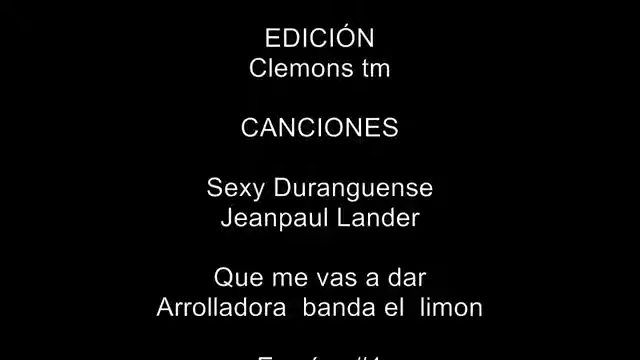 EDICIÓN
Clemons tm
CANCIONES
Sexy Duranguense
Jeanpaul Lander
Que me vas a dar
Arrolladora banda el limon